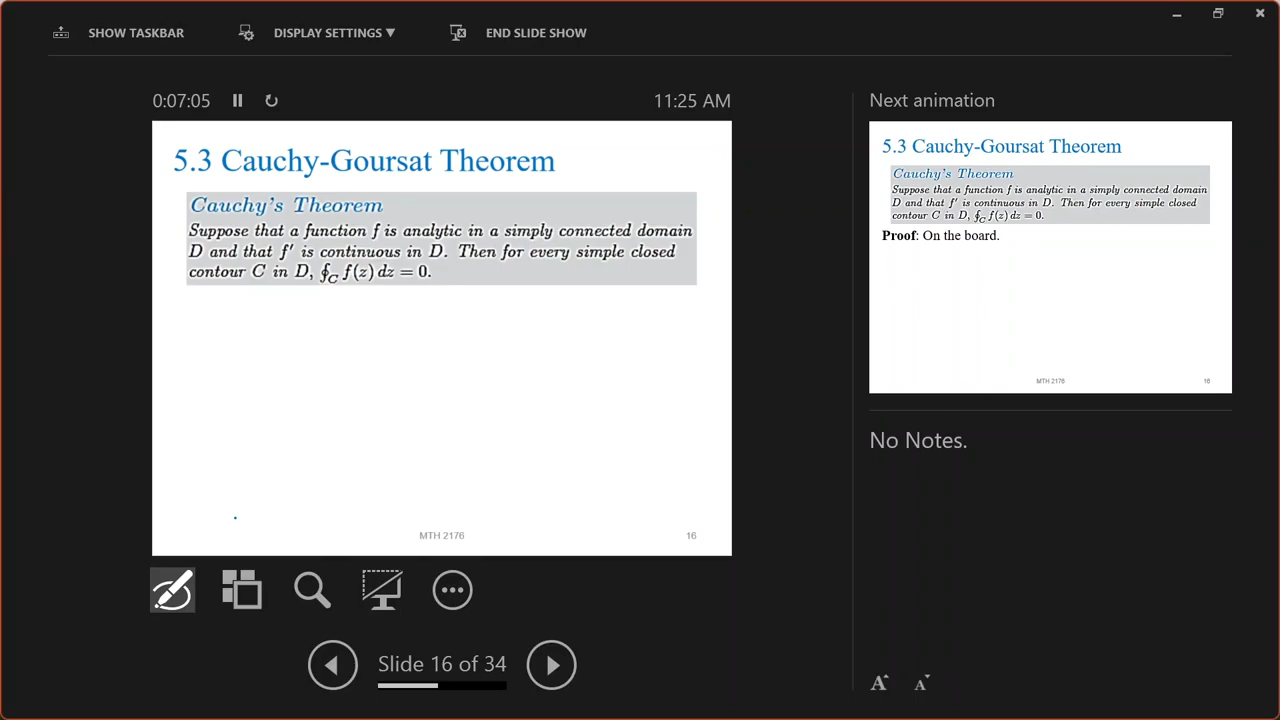 SHOW TASKBAR
DISPLAY SETTINGS ▼
END SLIDE SHOW
0:07:05
11:25 AM
5.3 Cauchy-Goursat Theorem
Cauchy's Theorem
Suppose that a function f is analytic in a simply connected domain
D and that f′ is continuous in D. Then for every simple closed
contour C in D, ∮_C f(z) dz = 0.
MTH 2176
16
Slide 16 of 34
Next animation
5.3 Cauchy-Goursat Theorem
Cauchy's Theorem
Suppose that a function f is analytic in a simply connected domain
D and that f′ is continuous in D. Then for every simple closed
contour C in D, ∮_C f(z) dz = 0.
Proof: On the board.
MTH 2176
16
No Notes.
A
A